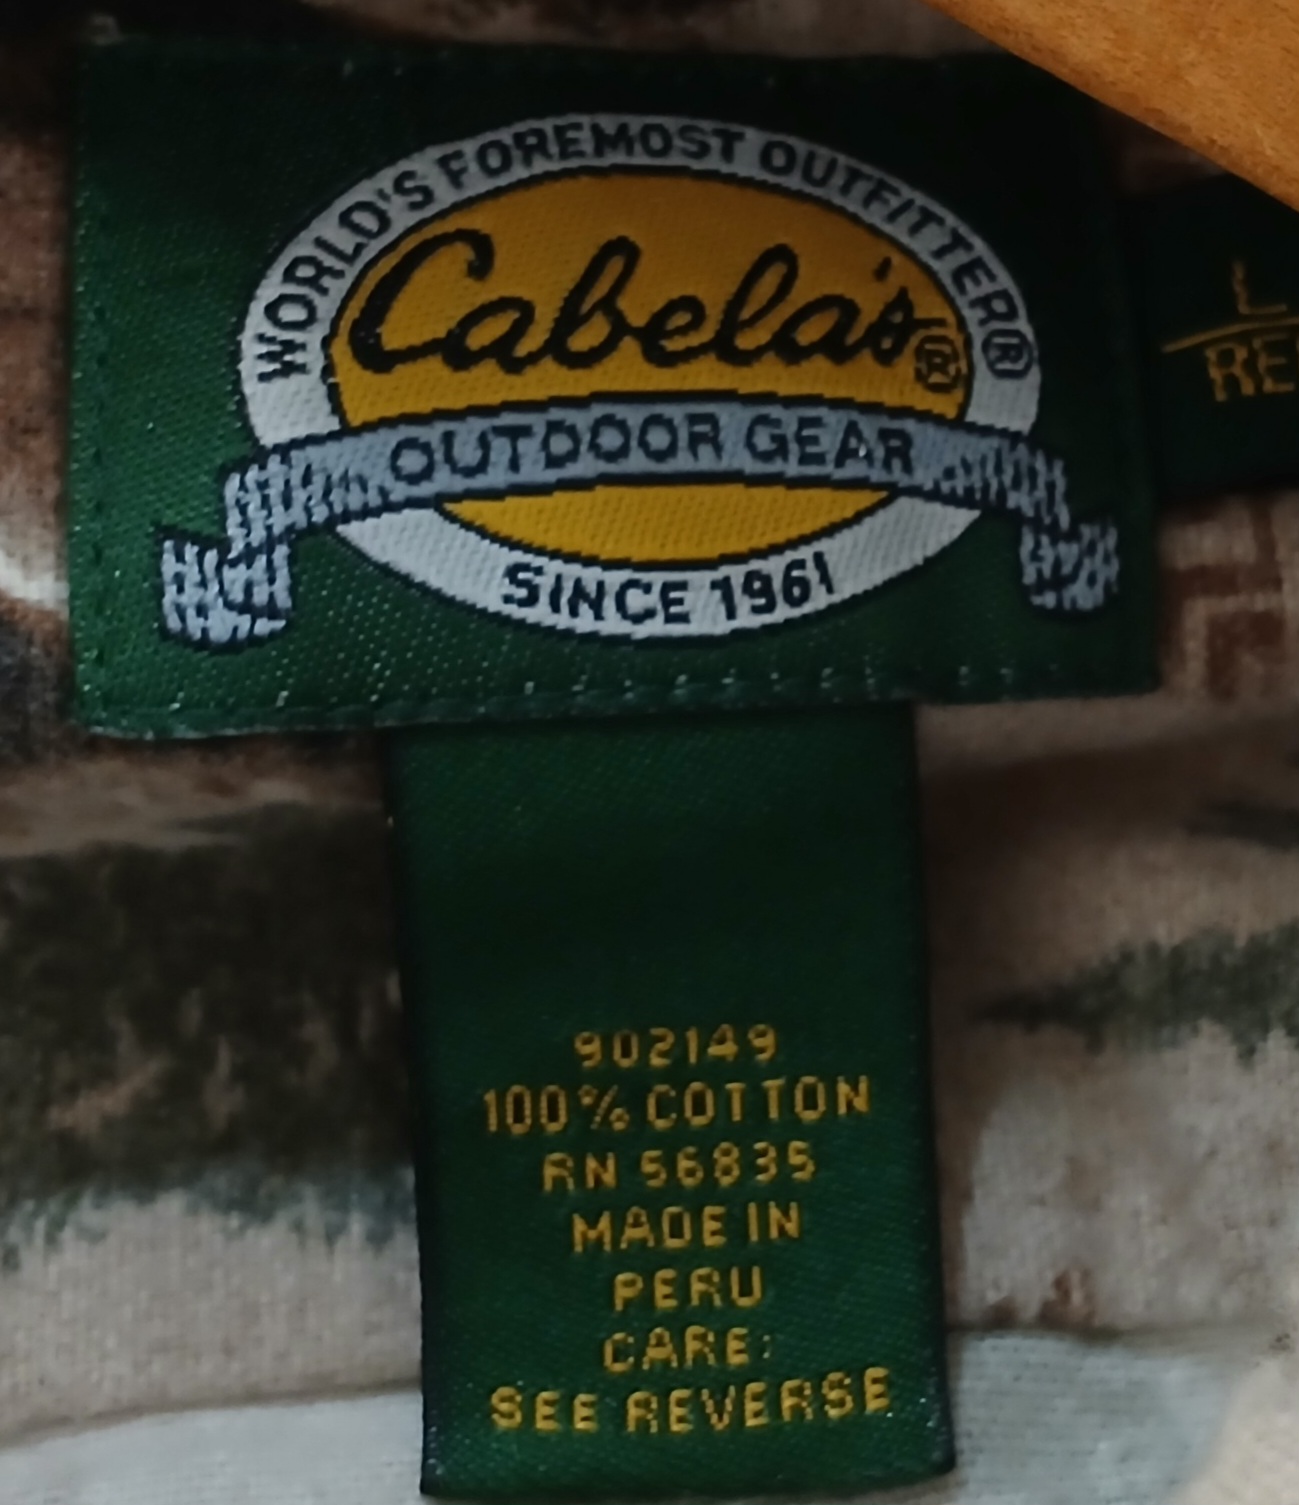 WORLD'S FOREMOST OUTFITTER®
Cabela's®
OUTDOOR GEAR
SINCE 1961
L
902149
100% COTTON
RN 56835
MADE IN
PERU
CARE:
SEE REVERSE